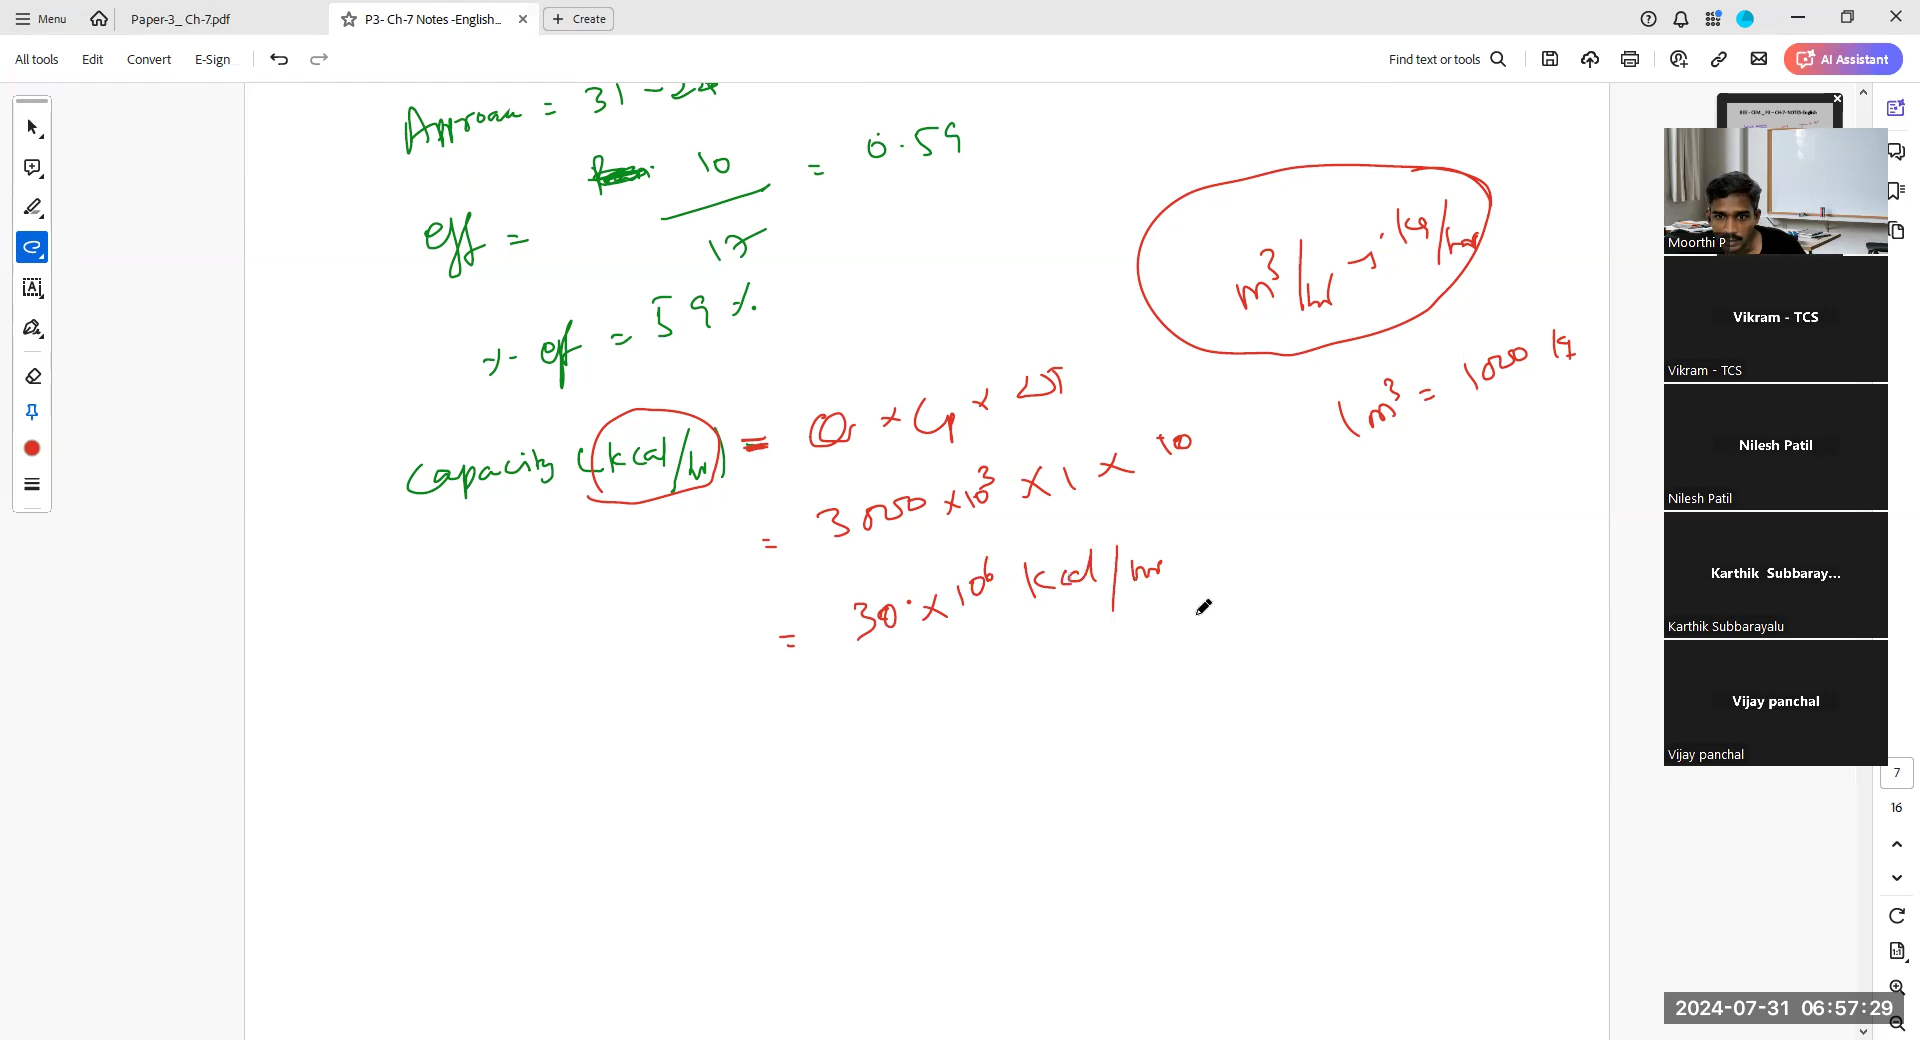 Menu
Paper-3_ Ch-7.pdf
P3- Ch-7 Notes -English...
Create
All tools
Edit
Convert
E-Sign
Find text or tools
AI Assistant
Approac = 31 - 24
eff = 10 / 17 = 0.59
% eff = 59 %
m³/hr → kg/hr
1 m³ = 1000 kg
Capacity (kcal/hr) = Q × Cp × ΔT
= 3000 × 10³ × 1 × 10
= 30 × 10⁶ kcal/hr
Moorthi P
Vikram - TCS
Vikram - TCS
Nilesh Patil
Nilesh Patil
Karthik Subbaray...
Karthik Subbarayalu
Vijay panchal
Vijay panchal
7
16
2024-07-31 06:57:29